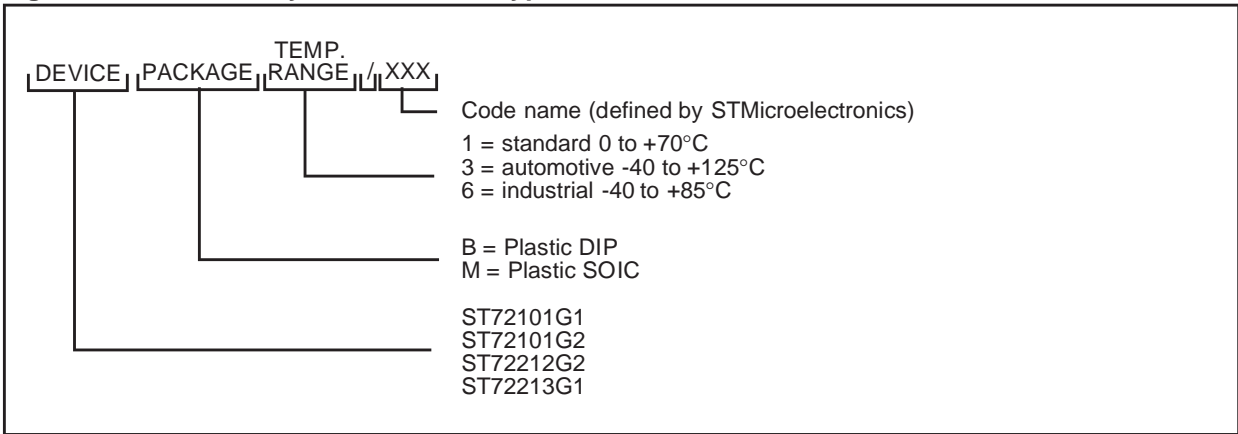 TEMP.
DEVICE PACKAGE RANGE / XXX
Code name (defined by STMicroelectronics)
1 = standard 0 to +70°C
3 = automotive -40 to +125°C
6 = industrial -40 to +85°C
B = Plastic DIP
M = Plastic SOIC
ST72101G1
ST72101G2
ST72212G2
ST72213G1